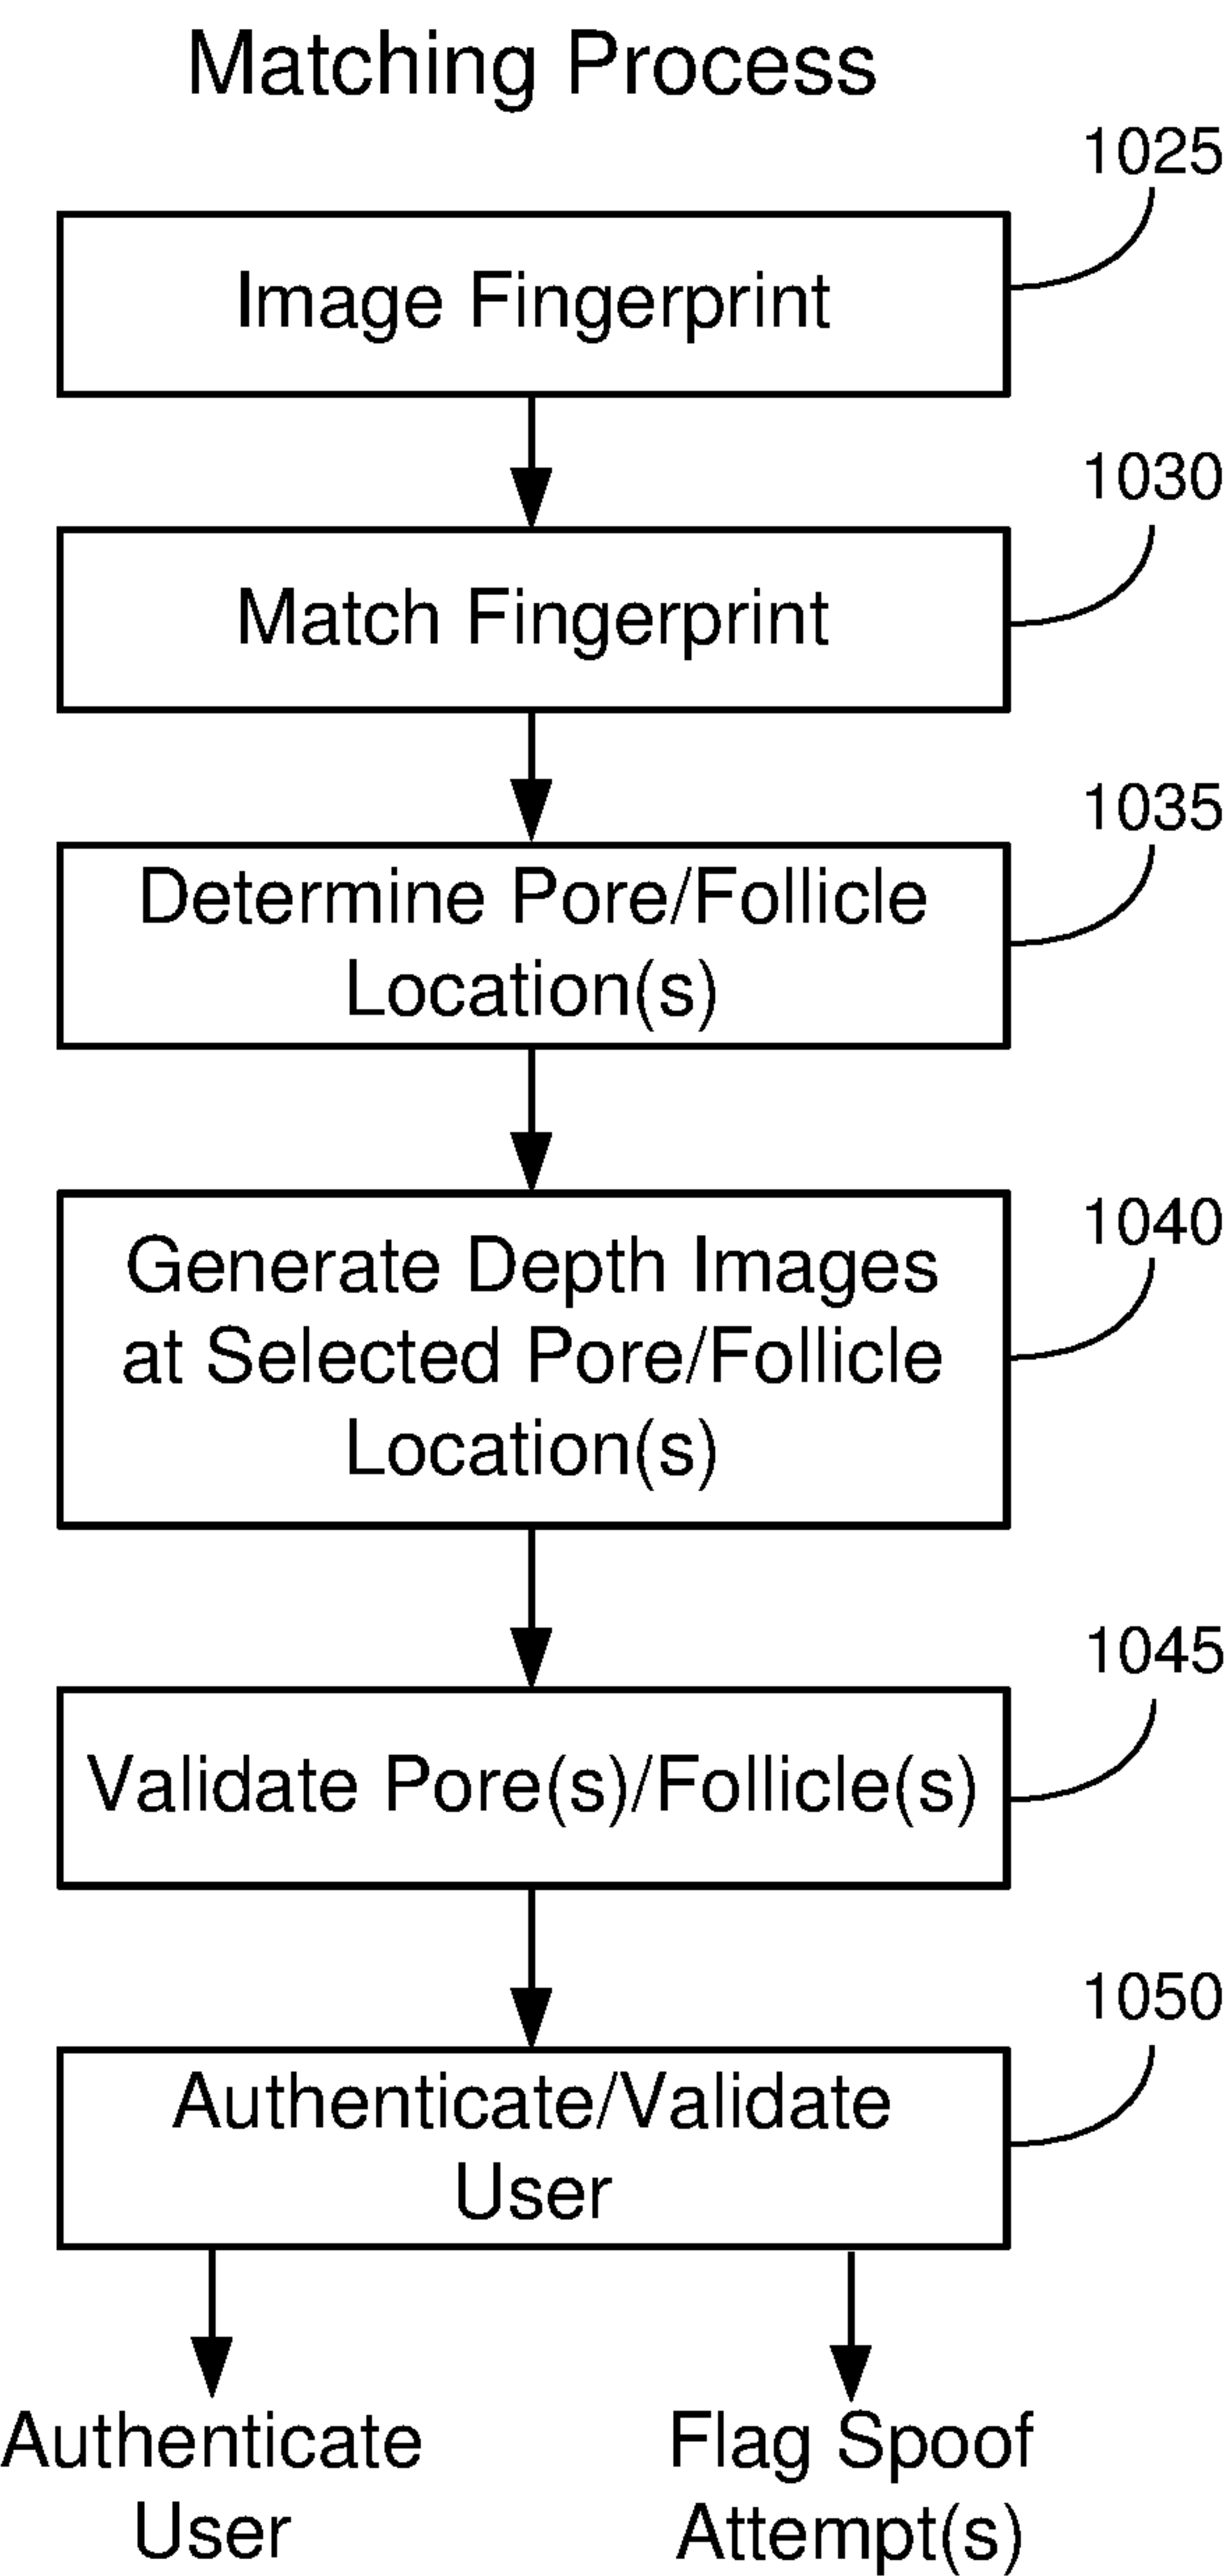 Matching Process
1025
Image Fingerprint
1030
Match Fingerprint
1035
Determine Pore/Follicle
Location(s)
1040
Generate Depth Images
at Selected Pore/Follicle
Location(s)
1045
Validate Pore(s)/Follicle(s)
1050
Authenticate/Validate
User
Authenticate
User
Flag Spoof
Attempt(s)